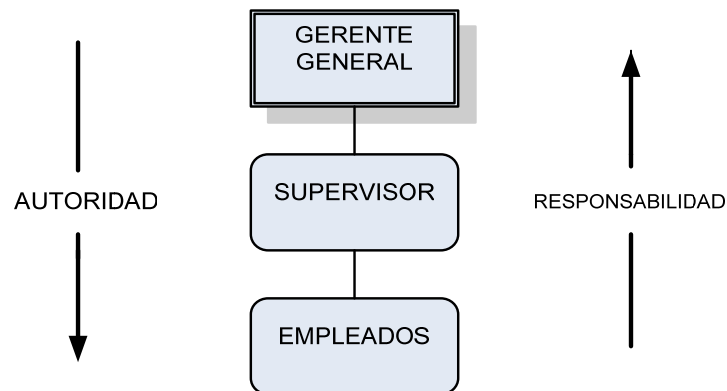 GERENTE
GENERAL
SUPERVISOR
AUTORIDAD
RESPONSABILIDAD
EMPLEADOS